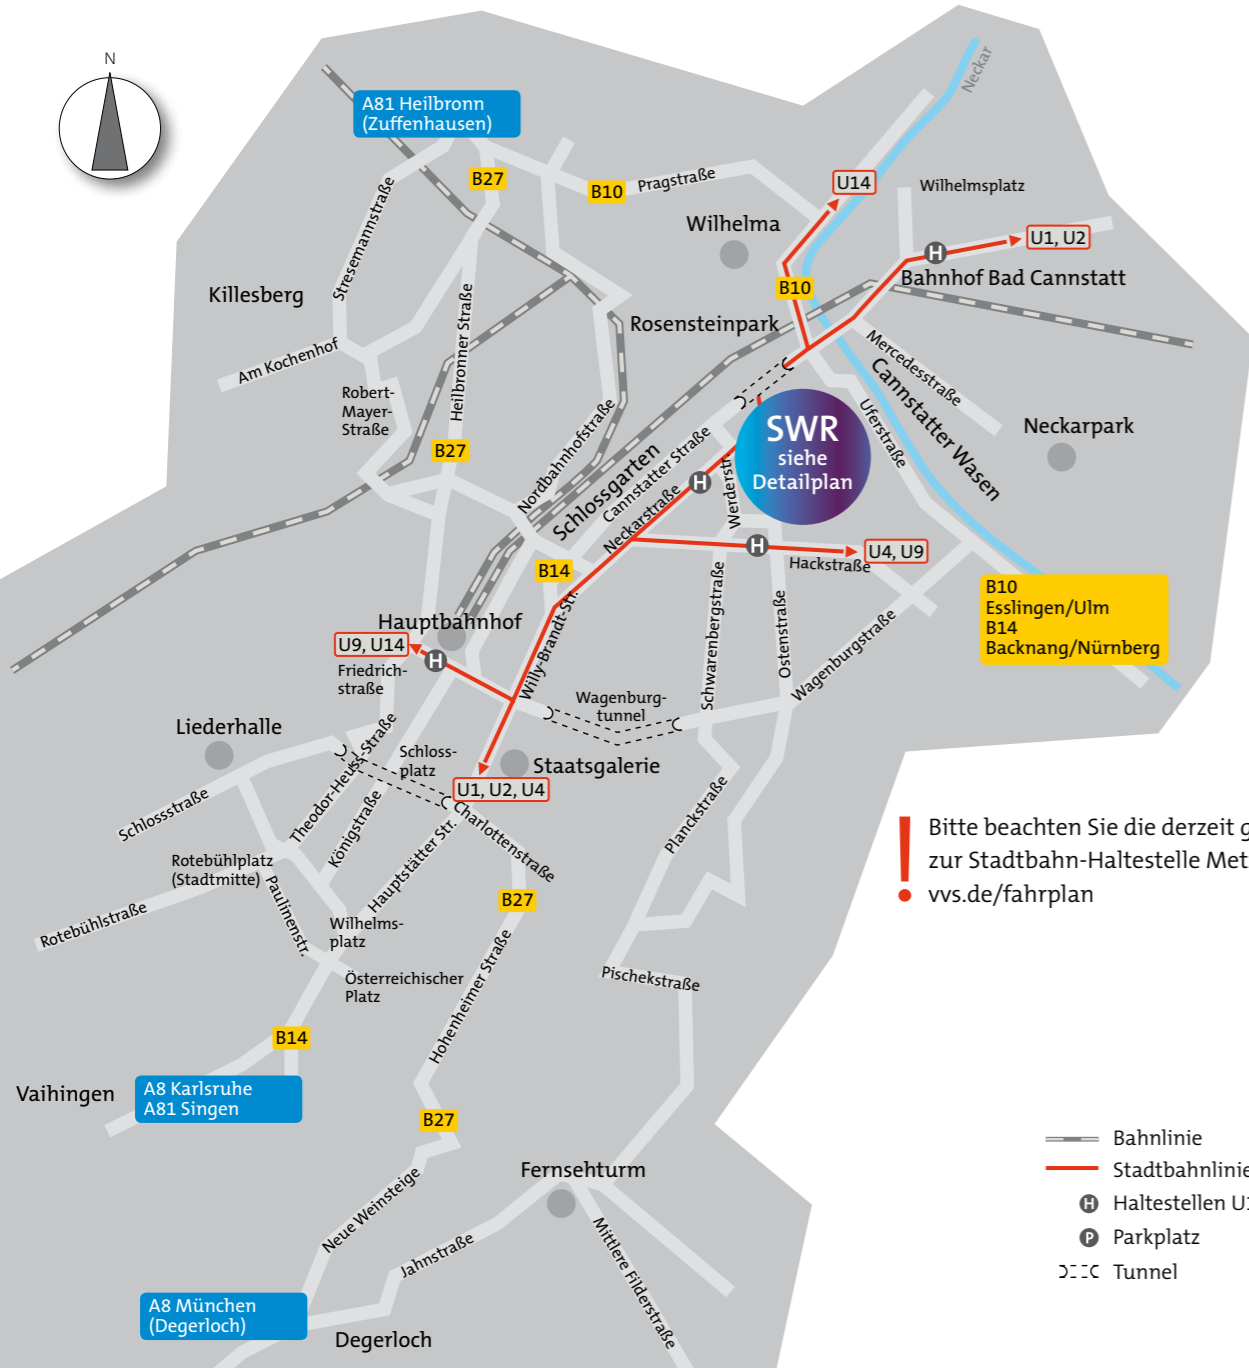 N
A81 Heilbronn
(Zuffenhausen)
Neckar
B27
B10
Pragstraße
U14
Wilhelmsplatz
Stresemannstraße
Wilhelma
U1, U2
Killesberg
B10
Bahnhof Bad Cannstatt
Heilbronner Straße
Rosensteinpark
Am Kochenhof
Mercedesstraße
Cannstatter Wasen
Robert-
Mayer-
Straße
Uferstraße
Neckarpark
B27
Nordbahnhofstraße
SWR
siehe
Detailplan
Schlossgarten
Cannstatter Straße
Neckarstraße
Werderstr.
H
H
H
Hackstraße
U4, U9
B14
B10
Esslingen/Ulm
B14
Backnang/Nürnberg
Hauptbahnhof
U9, U14
H
Willy-Brandt-Str.
Schwarenbergstraße
Ostenstraße
Wagenburgstraße
Friedrich-
straße
Wagenburg-
tunnel
Liederhalle
Theodor-Heuss-Straße
Schloss-
platz
Staatsgalerie
U1, U2, U4
Schlossstraße
Königstraße
Hauptstätter Str.
Charlottenstraße
Planckstraße
Bitte beachten Sie die derzeit g
zur Stadtbahn-Haltestelle Met
vvs.de/fahrplan
Rotebühlplatz
(Stadtmitte)
Paulinenstr.
Rotebühlstraße
B27
Wilhelms-
platz
Österreichischer
Platz
Hohenheimer Straße
Pischekstraße
B14
Vaihingen
A8 Karlsruhe
A81 Singen
B27
Fernsehturm
Neue Weinsteige
Jahnstraße
Mittlere Filderstraße
A8 München
(Degerloch)
Degerloch
Bahnlinie
Stadtbahnlinie
H Haltestellen U1
P Parkplatz
Tunnel